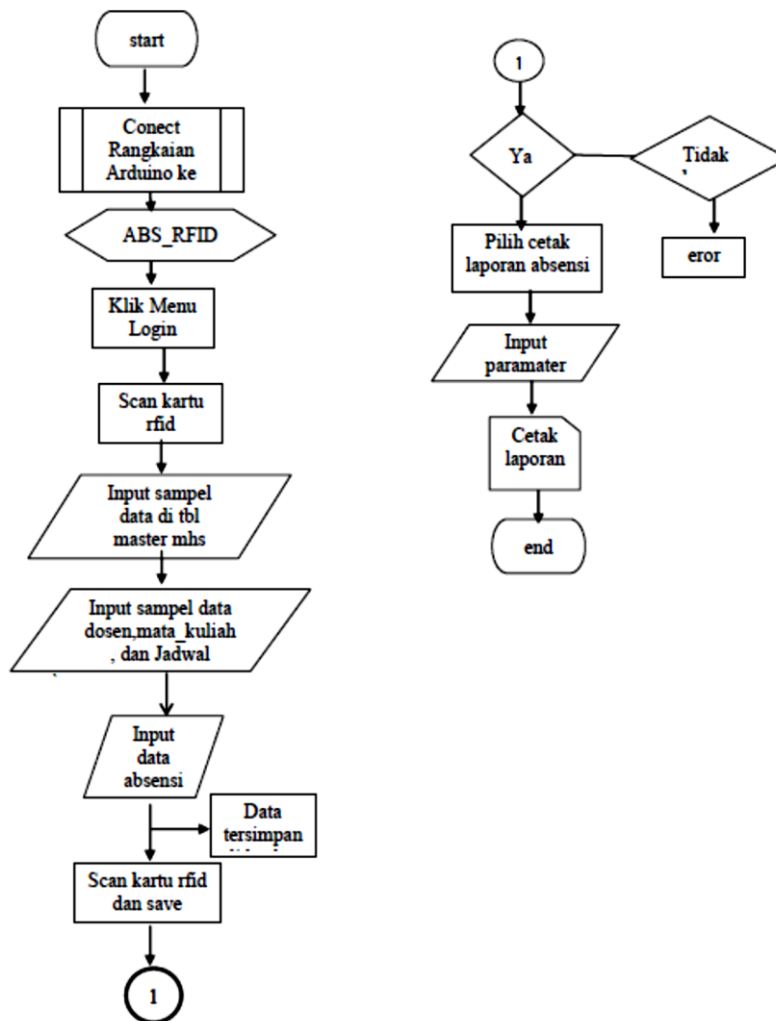 start
Conect
Rangkaian
Arduino ke
ABS_RFID
Klik Menu
Login
Scan kartu
rfid
Input sampel
data di tbl
master mhs
Input sampel data
dosen,mata_kuliah
, dan Jadwal
Input
data
absensi
Data
tersimpan
Scan kartu rfid
dan save
1
1
Ya
Tidak
Pilih cetak
laporan absensi
eror
Input
paramater
Cetak
laporan
end